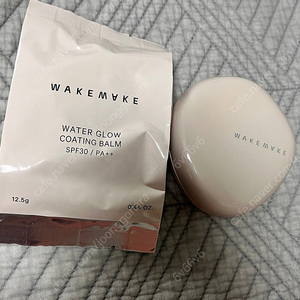 WAKEMAKE
WATER GLOW
COATING BALM
SPF30 / PA++
12.5g
0.44 OZ
WAKEMAKE